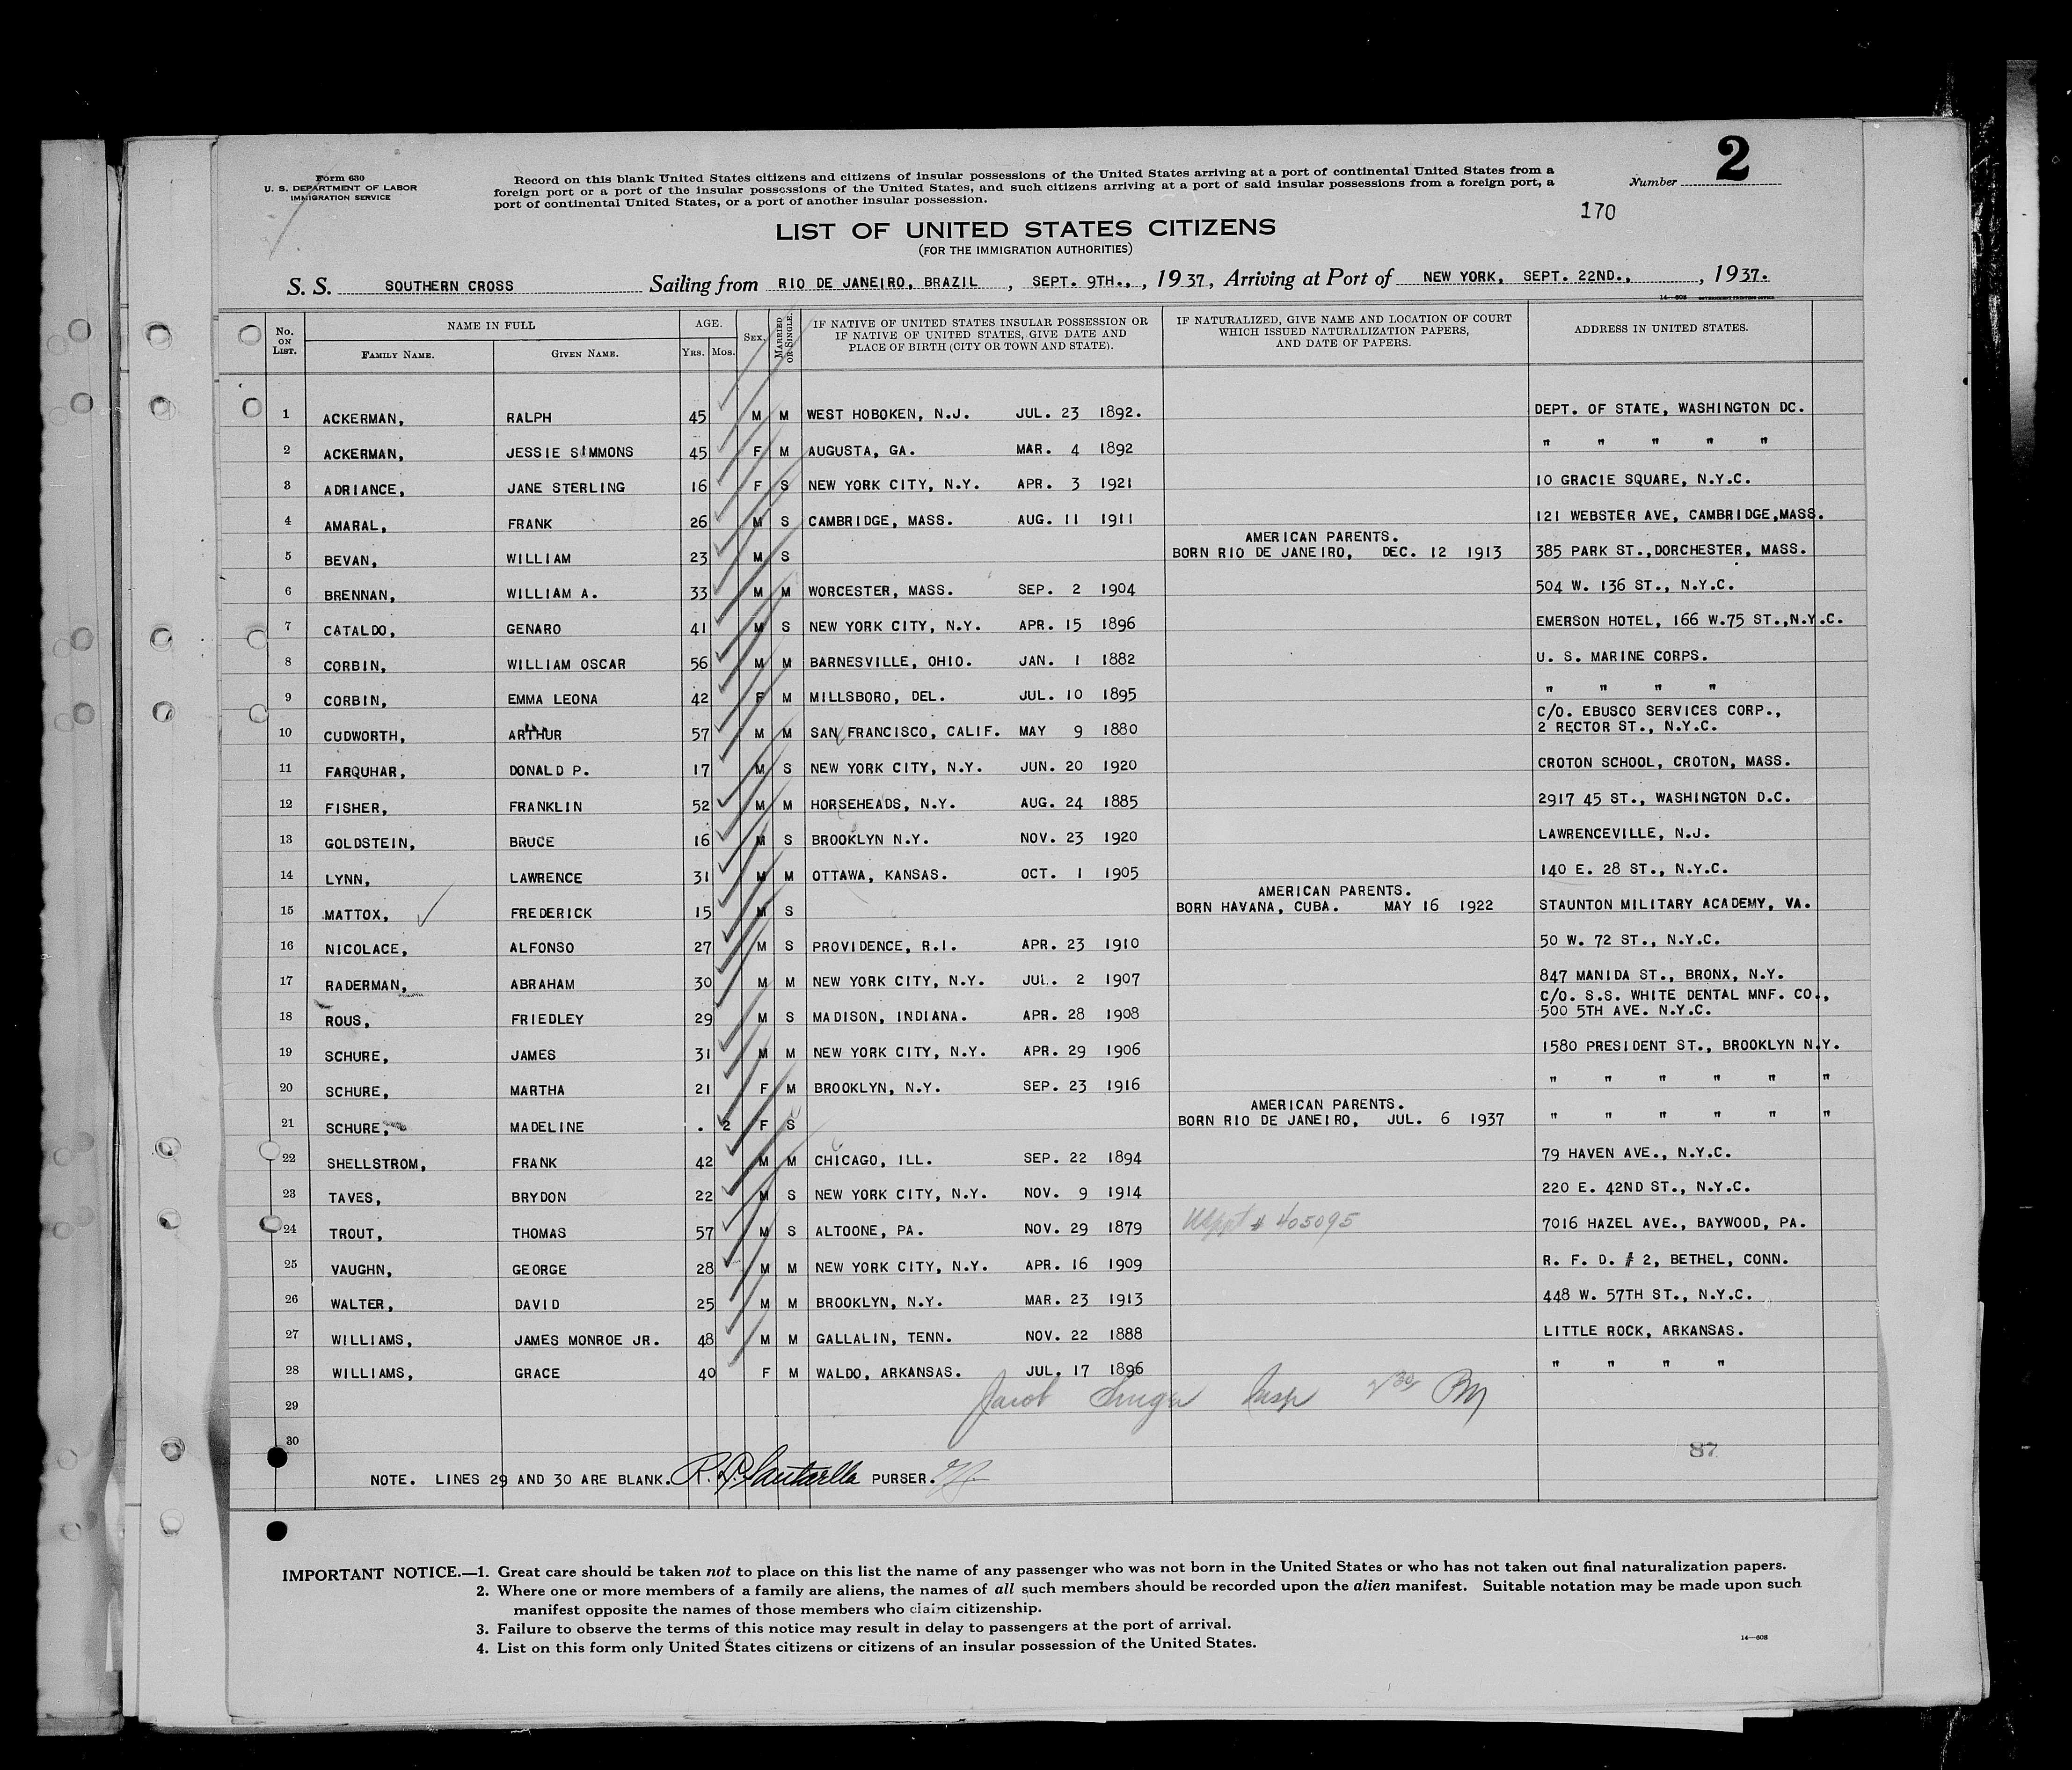 Form 630
U. S. DEPARTMENT OF LABOR
IMMIGRATION SERVICE
Record on this blank United States citizens and citizens of insular possessions of the United States arriving at a port of continental United States from a
foreign port or a port of the insular possessions of the United States, and such citizens arriving at a port of said insular possessions from a foreign port, a
port of continental United States, or a port of another insular possession.
Number 2
170
LIST OF UNITED STATES CITIZENS
(FOR THE IMMIGRATION AUTHORITIES)
S. S. SOUTHERN CROSS Sailing from RIO DE JANEIRO, BRAZIL, SEPT. 9TH., , 1937, Arriving at Port of NEW YORK, SEPT. 22ND., , 1937.
14—608 GOVERNMENT PRINTING OFFICE
No. ON LIST. NAME IN FULL FAMILY NAME. GIVEN NAME. AGE. YRS. MOS. SEX. MARRIED OR SINGLE. IF NATIVE OF UNITED STATES INSULAR POSSESSION OR IF NATIVE OF UNITED STATES, GIVE DATE AND PLACE OF BIRTH (CITY OR TOWN AND STATE). IF NATURALIZED, GIVE NAME AND LOCATION OF COURT WHICH ISSUED NATURALIZATION PAPERS, AND DATE OF PAPERS. ADDRESS IN UNITED STATES.
1 ACKERMAN, RALPH 45 M M WEST HOBOKEN, N.J. JUL. 23 1892. DEPT. OF STATE, WASHINGTON DC.
2 ACKERMAN, JESSIE SIMMONS 45 F M AUGUSTA, GA. MAR. 4 1892 " " " " "
3 ADRIANCE, JANE STERLING 16 F S NEW YORK CITY, N.Y. APR. 3 1921 10 GRACIE SQUARE, N.Y.C.
4 AMARAL, FRANK 26 M S CAMBRIDGE, MASS. AUG. 11 1911 121 WEBSTER AVE, CAMBRIDGE,MASS.
AMERICAN PARENTS.
5 BEVAN, WILLIAM 23 M S BORN RIO DE JANEIRO, DEC. 12 1913 385 PARK ST.,DORCHESTER, MASS.
6 BRENNAN, WILLIAM A. 33 M M WORCESTER, MASS. SEP. 2 1904 504 W. 136 ST., N.Y.C.
7 CATALDO, GENARO 41 M S NEW YORK CITY, N.Y. APR. 15 1896 EMERSON HOTEL, 166 W.75 ST.,N.Y.C.
8 CORBIN, WILLIAM OSCAR 56 M M BARNESVILLE, OHIO. JAN. 1 1882 U. S. MARINE CORPS.
9 CORBIN, EMMA LEONA 42 F M MILLSBORO, DEL. JUL. 10 1895 " " " "
C/O. EBUSCO SERVICES CORP.,
10 CUDWORTH, ARTHUR 57 M M SAN FRANCISCO, CALIF. MAY 9 1880 2 RECTOR ST., N.Y.C.
11 FARQUHAR, DONALD P. 17 M S NEW YORK CITY, N.Y. JUN. 20 1920 CROTON SCHOOL, CROTON, MASS.
12 FISHER, FRANKLIN 52 M M HORSEHEADS, N.Y. AUG. 24 1885 2917 45 ST., WASHINGTON D.C.
13 GOLDSTEIN, BRUCE 16 M S BROOKLYN N.Y. NOV. 23 1920 LAWRENCEVILLE, N.J.
14 LYNN, LAWRENCE 31 M M OTTAWA, KANSAS. OCT. 1 1905 140 E. 28 ST., N.Y.C.
AMERICAN PARENTS.
15 MATTOX, FREDERICK 15 M S BORN HAVANA, CUBA. MAY 16 1922 STAUNTON MILITARY ACADEMY, VA.
16 NICOLACE, ALFONSO 27 M S PROVIDENCE, R.I. APR. 23 1910 50 W. 72 ST., N.Y.C.
17 RADERMAN, ABRAHAM 30 M M NEW YORK CITY, N.Y. JUL. 2 1907 847 MANIDA ST., BRONX, N.Y.
C/O. S.S. WHITE DENTAL MNF. CO.,
18 ROUS, FRIEDLEY 29 M S MADISON, INDIANA. APR. 28 1908 500 5TH AVE. N.Y.C.
19 SCHURE, JAMES 31 M M NEW YORK CITY, N.Y. APR. 29 1906 1580 PRESIDENT ST., BROOKLYN N.Y.
20 SCHURE, MARTHA 21 F M BROOKLYN, N.Y. SEP. 23 1916 " " " " " "
AMERICAN PARENTS.
21 SCHURE, MADELINE . 2 F S BORN RIO DE JANEIRO, JUL. 6 1937 " " " " " "
22 SHELLSTROM, FRANK 42 M M CHICAGO, ILL. SEP. 22 1894 79 HAVEN AVE., N.Y.C.
23 TAVES, BRYDON 22 M S NEW YORK CITY, N.Y. NOV. 9 1914 220 E. 42ND ST., N.Y.C.
24 TROUT, THOMAS 57 M S ALTOONE, PA. NOV. 29 1879 # 405095 7016 HAZEL AVE., BAYWOOD, PA.
25 VAUGHN, GEORGE 28 M M NEW YORK CITY, N.Y. APR. 16 1909 R. F. D. # 2, BETHEL, CONN.
26 WALTER, DAVID 25 M M BROOKLYN, N.Y. MAR. 23 1913 448 W. 57TH ST., N.Y.C.
27 WILLIAMS, JAMES MONROE JR. 48 M M GALLALIN, TENN. NOV. 22 1888 LITTLE ROCK, ARKANSAS.
28 WILLIAMS, GRACE 40 F M WALDO, ARKANSAS. JUL. 17 1896 " " " "
29 Jacob Insp
30
87
NOTE. LINES 29 AND 30 ARE BLANK. PURSER.
IMPORTANT NOTICE.—1. Great care should be taken not to place on this list the name of any passenger who was not born in the United States or who has not taken out final naturalization papers.
2. Where one or more members of a family are aliens, the names of all such members should be recorded upon the alien manifest. Suitable notation may be made upon such
manifest opposite the names of those members who claim citizenship.
3. Failure to observe the terms of this notice may result in delay to passengers at the port of arrival.
4. List on this form only United States citizens or citizens of an insular possession of the United States.
14—608